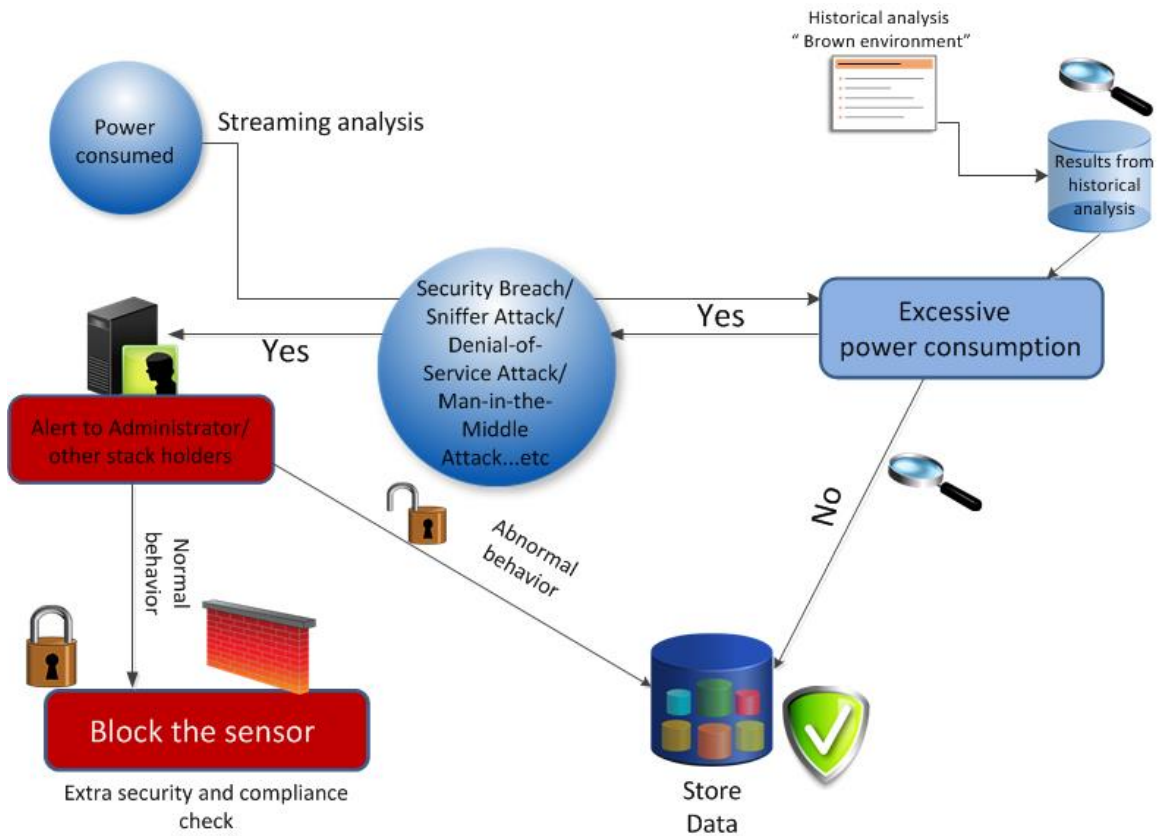 Historical analysis
“ Brown environment”
Power
consumed
Streaming analysis
Results from
historical
analysis
Security Breach/
Sniffer Attack/
Denial-of-
Service Attack/
Man-in-the-
Middle
Attack...etc
Yes
Yes
Excessive
power consumption
Alert to Administrator/
other stack holders
No
Normal
behavior
Abnormal
behavior
Block the sensor
Extra security and compliance
check
Store
Data